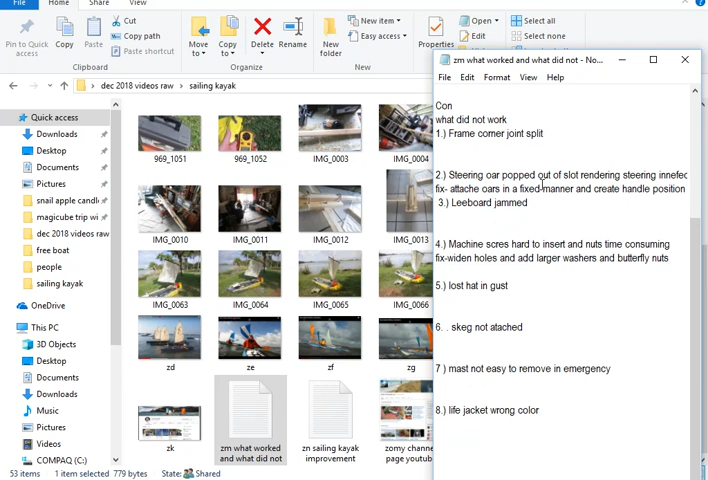 File
Home
Share
View
Pin to Quick access
Copy
Paste
Cut
Copy path
Paste shortcut
Clipboard
Move to
Copy to
Delete
Rename
Organize
New folder
New item
Easy access
New
Properties
Open
Edit
Select all
Select none
dec 2018 videos raw > sailing kayak
Quick access
Downloads
Desktop
Documents
Pictures
snail apple candl
magicube trip wi
dec 2018 videos raw
free boat
people
sailing kayak
OneDrive
This PC
3D Objects
Desktop
Documents
Downloads
Music
Pictures
Videos
COMPAQ (C:)
969_1051
969_1052
IMG_0003
IMG_0004
IMG_0010
IMG_0011
IMG_0012
IMG_0013
IMG_0063
IMG_0064
IMG_0065
IMG_0066
zd
ze
zf
zg
zk
zm what worked and what did not
zn sailing kayak improvement
zomy channe page youtub
53 items
1 item selected 779 bytes
State: Shared
zm what worked and what did not - No...
File Edit Format View Help
Con
what did not work
1.) Frame corner joint split
2.) Steering oar popped out of slot rendering steering innefec
fix- attache oars in a fixed manner and create handle position
3.) Leeboard jammed
4.) Machine scres hard to insert and nuts time consuming
fix-widen holes and add larger washers and butterfly nuts
5.) lost hat in gust
6. . skeg not atached
7 ) mast not easy to remove in emergency
8.) life jacket wrong color